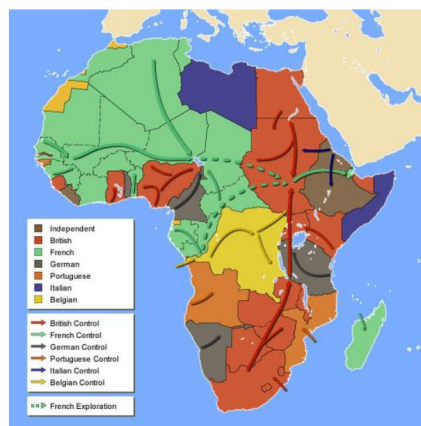 Independent
British
French
German
Portuguese
Italian
Belgian
British Control
French Control
German Control
Portuguese Control
Italian Control
Belgian Control
French Exploration